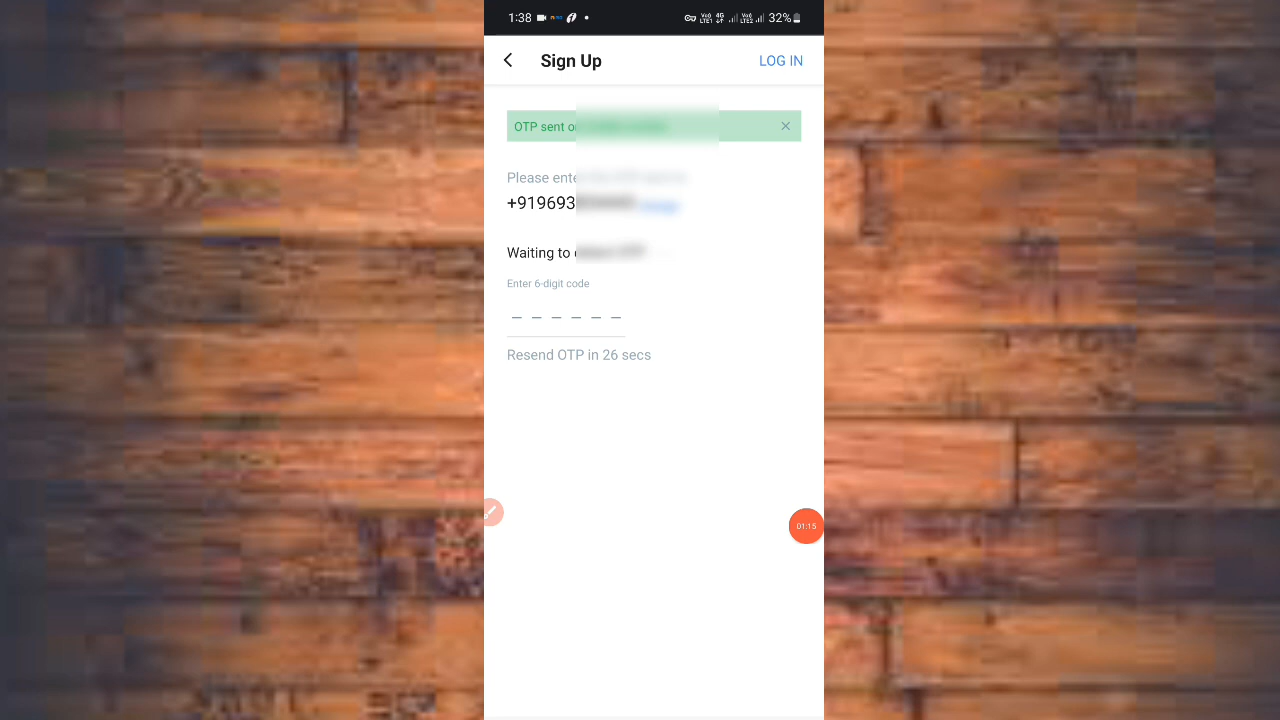 1:38
4G
32%
Sign Up
LOG IN
OTP sent
Please
+919693
Waiting to
Enter 6-digit code
Resend OTP in 26 secs
01:15